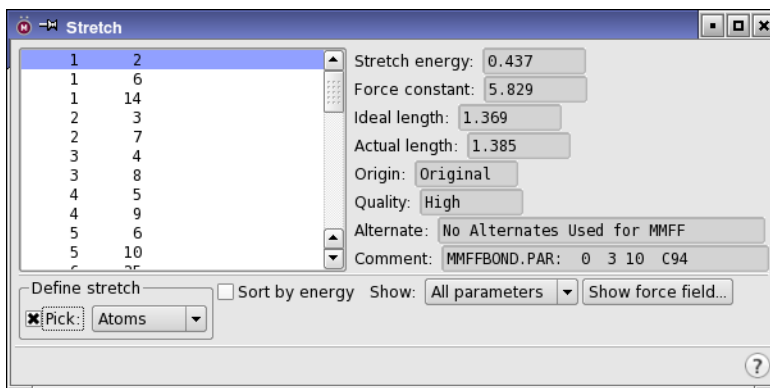 Stretch
1 2
1 6
1 14
2 3
2 7
3 4
3 8
4 5
4 9
5 6
5 10
Stretch energy: 0.437
Force constant: 5.829
Ideal length: 1.369
Actual length: 1.385
Origin: Original
Quality: High
Alternate: No Alternates Used for MMFF
Comment: MMFFBOND.PAR: 0 3 10 C94
Define stretch
Pick: Atoms
Sort by energy Show: All parameters Show force field...
?